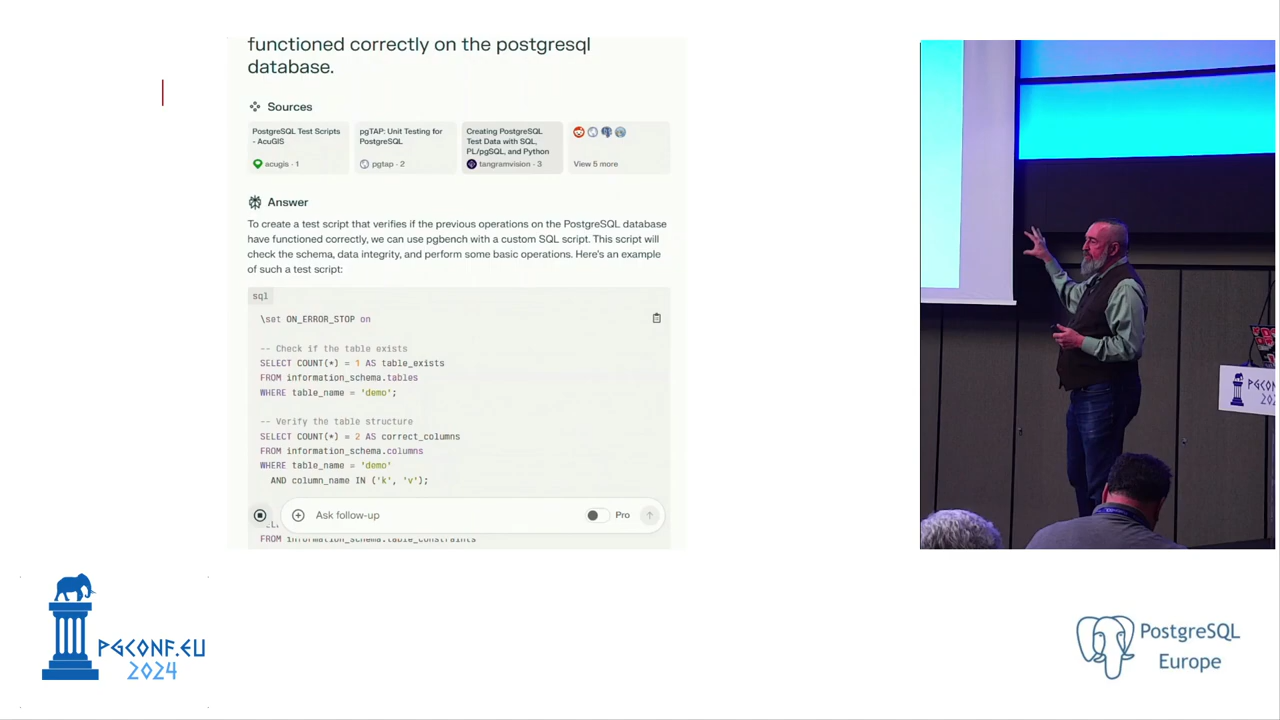 functioned correctly on the postgresql
database.
Sources
PostgreSQL Test Scripts
- AcuGIS
acugis · 1
pgTAP: Unit Testing for
PostgreSQL
pgtap · 2
Creating PostgreSQL
Test Data with SQL,
PL/pgSQL, and Python
tangramvision · 3
View 5 more
Answer
To create a test script that verifies if the previous operations on the PostgreSQL database
have functioned correctly, we can use pgbench with a custom SQL script. This script will
check the schema, data integrity, and perform some basic operations. Here's an example
of such a test script:
sql
\set ON_ERROR_STOP on
-- Check if the table exists
SELECT COUNT(*) = 1 AS table_exists
FROM information_schema.tables
WHERE table_name = 'demo';
-- Verify the table structure
SELECT COUNT(*) = 2 AS correct_columns
FROM information_schema.columns
WHERE table_name = 'demo'
AND column_name IN ('k', 'v');
Ask follow-up
Pro
FROM information_schema.table_constraints
PGCONF.EU
2024
PostgreSQL
Europe